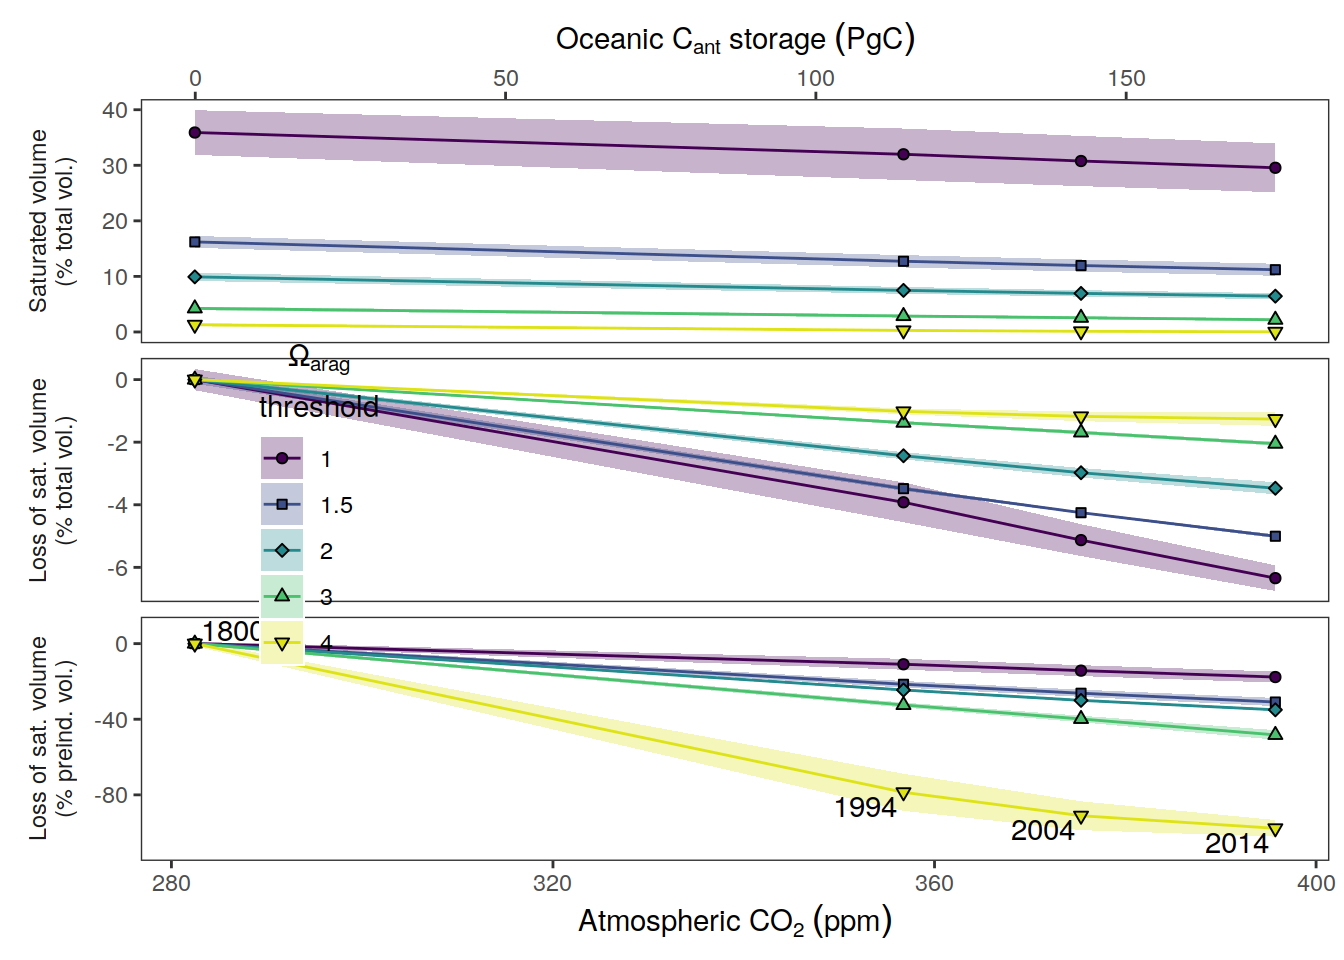 Oceanic Cant storage (PgC)
0 50 100 150
Saturated volume
(% total vol.)
40
30
20
10
0
Loss of sat. volume
(% total vol.)
0
-2
-4
-6
Ωarag
threshold
1
1.5
2
3
4
Loss of sat. volume
(% preind. vol.)
0
-40
-80
1800
1994
2004
2014
280 320 360 400
Atmospheric CO2 (ppm)